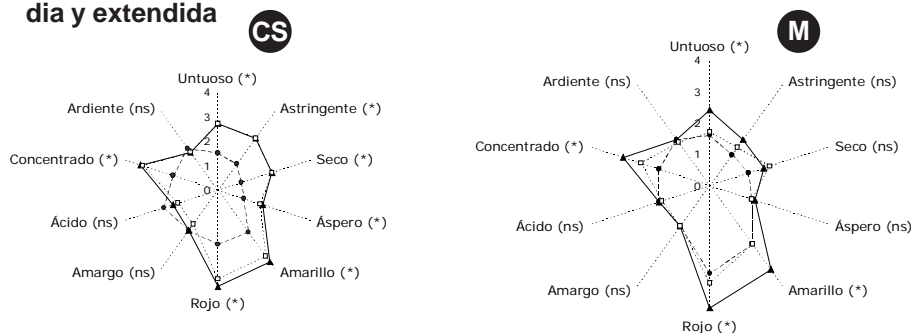 dia y extendida
CS
Untuoso (*)
4
3
2
1
0
Ardiente (ns)
Astringente (*)
Concentrado (*)
Seco (*)
Ácido (ns)
Áspero (*)
Amargo (ns)
Amarillo (*)
Rojo (*)
M
Untuoso (*)
4
3
2
1
0
Ardiente (ns)
Astringente (ns)
Concentrado (*)
Seco (ns)
Ácido (ns)
Áspero (ns)
Amargo (ns)
Amarillo (*)
Rojo (*)